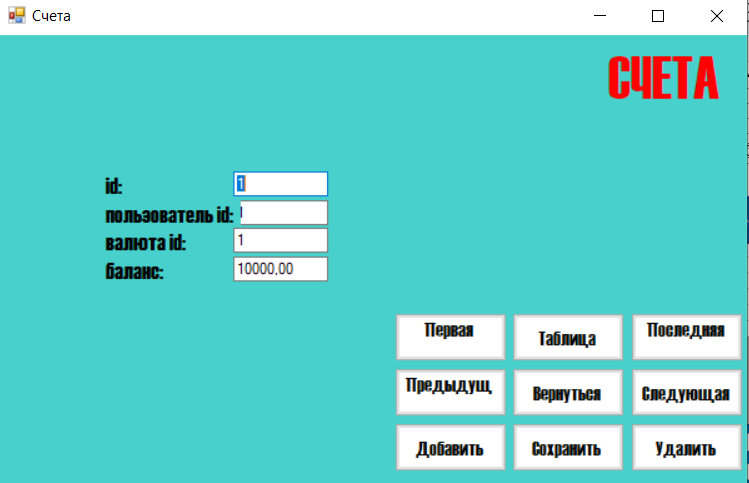 Счета
СЧЕТА
id: 1
пользователь id:
валюта id: 1
баланс: 10000,00
Первая Таблица Последняя
Предыдущ Вернуться Следующая
Добавить Сохранить Удалить